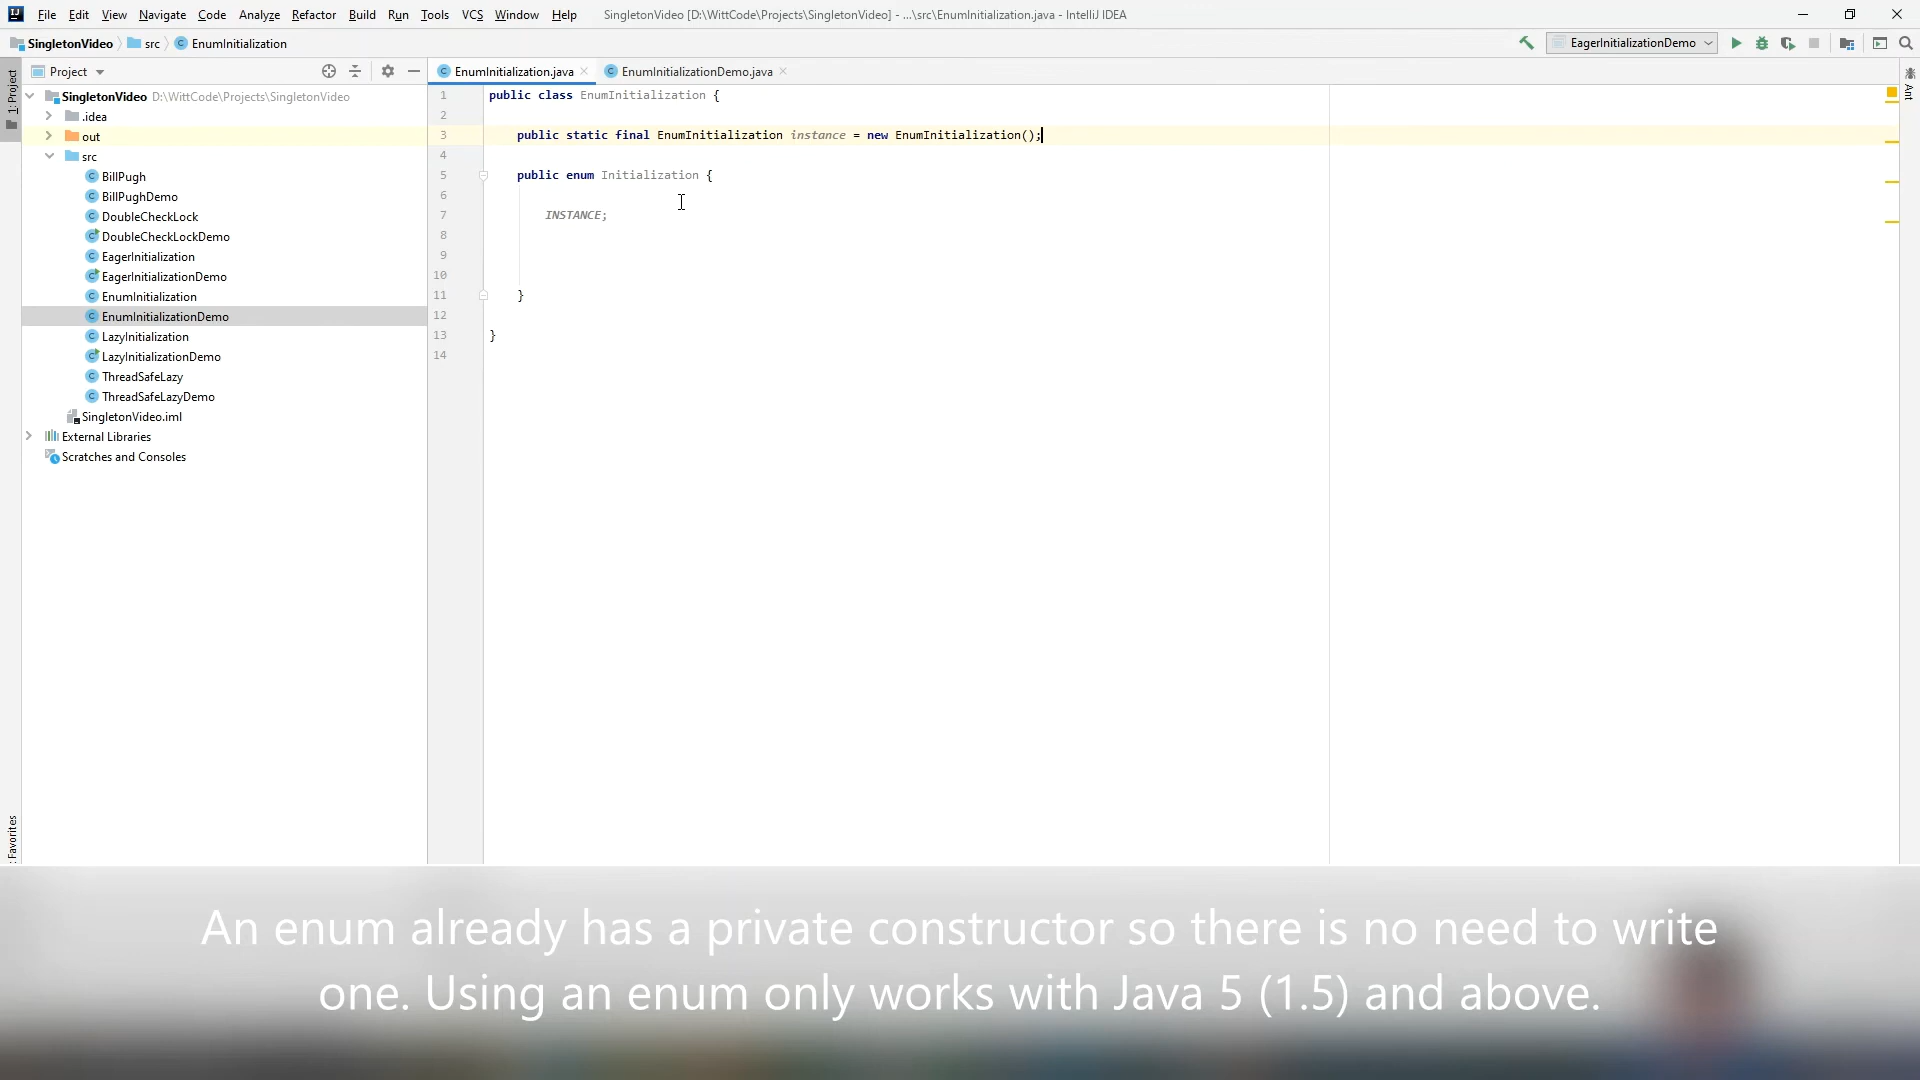 File Edit View Navigate Code Analyze Refactor Build Run Tools VCS Window Help SingletonVideo [D:\WittCode\Projects\SingletonVideo] - ...\src\EnumInitialization.java - IntelliJ IDEA
SingletonVideo src EnumInitialization EagerInitializationDemo
1: Project
Project
EnumInitialization.java
EnumInitializationDemo.java
Ant
SingletonVideo D:\WittCode\Projects\SingletonVideo
.idea
out
src
BillPugh
BillPughDemo
DoubleCheckLock
DoubleCheckLockDemo
EagerInitialization
EagerInitializationDemo
EnumInitialization
EnumInitializationDemo
LazyInitialization
LazyInitializationDemo
ThreadSafeLazy
ThreadSafeLazyDemo
SingletonVideo.iml
External Libraries
Scratches and Consoles
: Favorites
1 public class EnumInitialization {
2
3 public static final EnumInitialization instance = new EnumInitialization();
4
5 public enum Initialization {
6
7 INSTANCE;
8
9
10
11 }
12
13 }
14
An enum already has a private constructor so there is no need to write
one. Using an enum only works with Java 5 (1.5) and above.